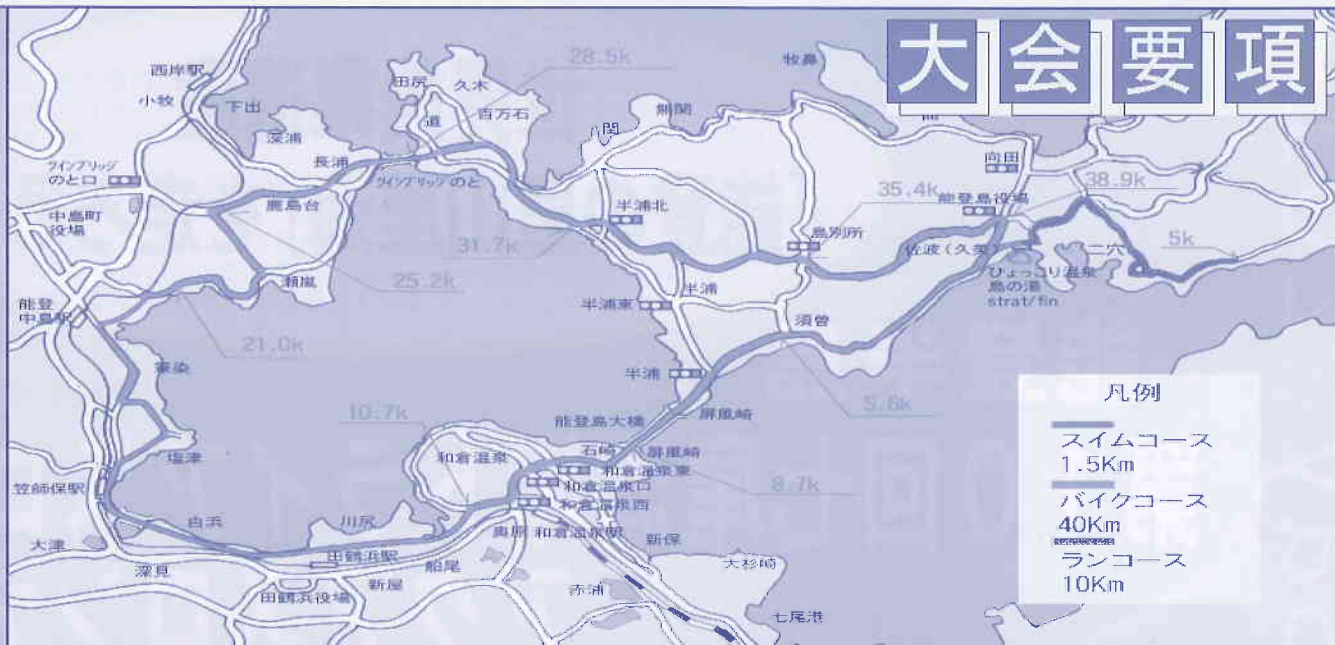 大会要項
西岸駅
小牧
下出
深浦
長浦
田尻
久木
28.5k
道
百万石
無関
牧鼻
ツインブリッジ
のと口
ツインブリッジのと
中島町
役場
鹿島台
半浦北
向田
35.4k
能登島役場
38.9k
31.7k
島別所
佐波(久美)
二穴
5k
ひょっこり温泉
島の湯
strat/fin
瀬嵐
25.2k
半浦
能登
中島駅
半浦東
須曽
21.0k
半浦
5.6k
10.7k
能登島大橋
屏風崎
塩津
和倉温泉
石崎
屏風崎
和倉温泉東
和倉温泉口
8.7k
和倉温泉西
笠師保駅
白浜
川尻
奥原
和倉温泉駅
新保
大津
田鶴浜駅
船尾
大杉崎
深見
新屋
田鶴浜役場
赤浦
七尾港
凡例
スイムコース
1.5Km
バイクコース
40Km
ランコース
10Km